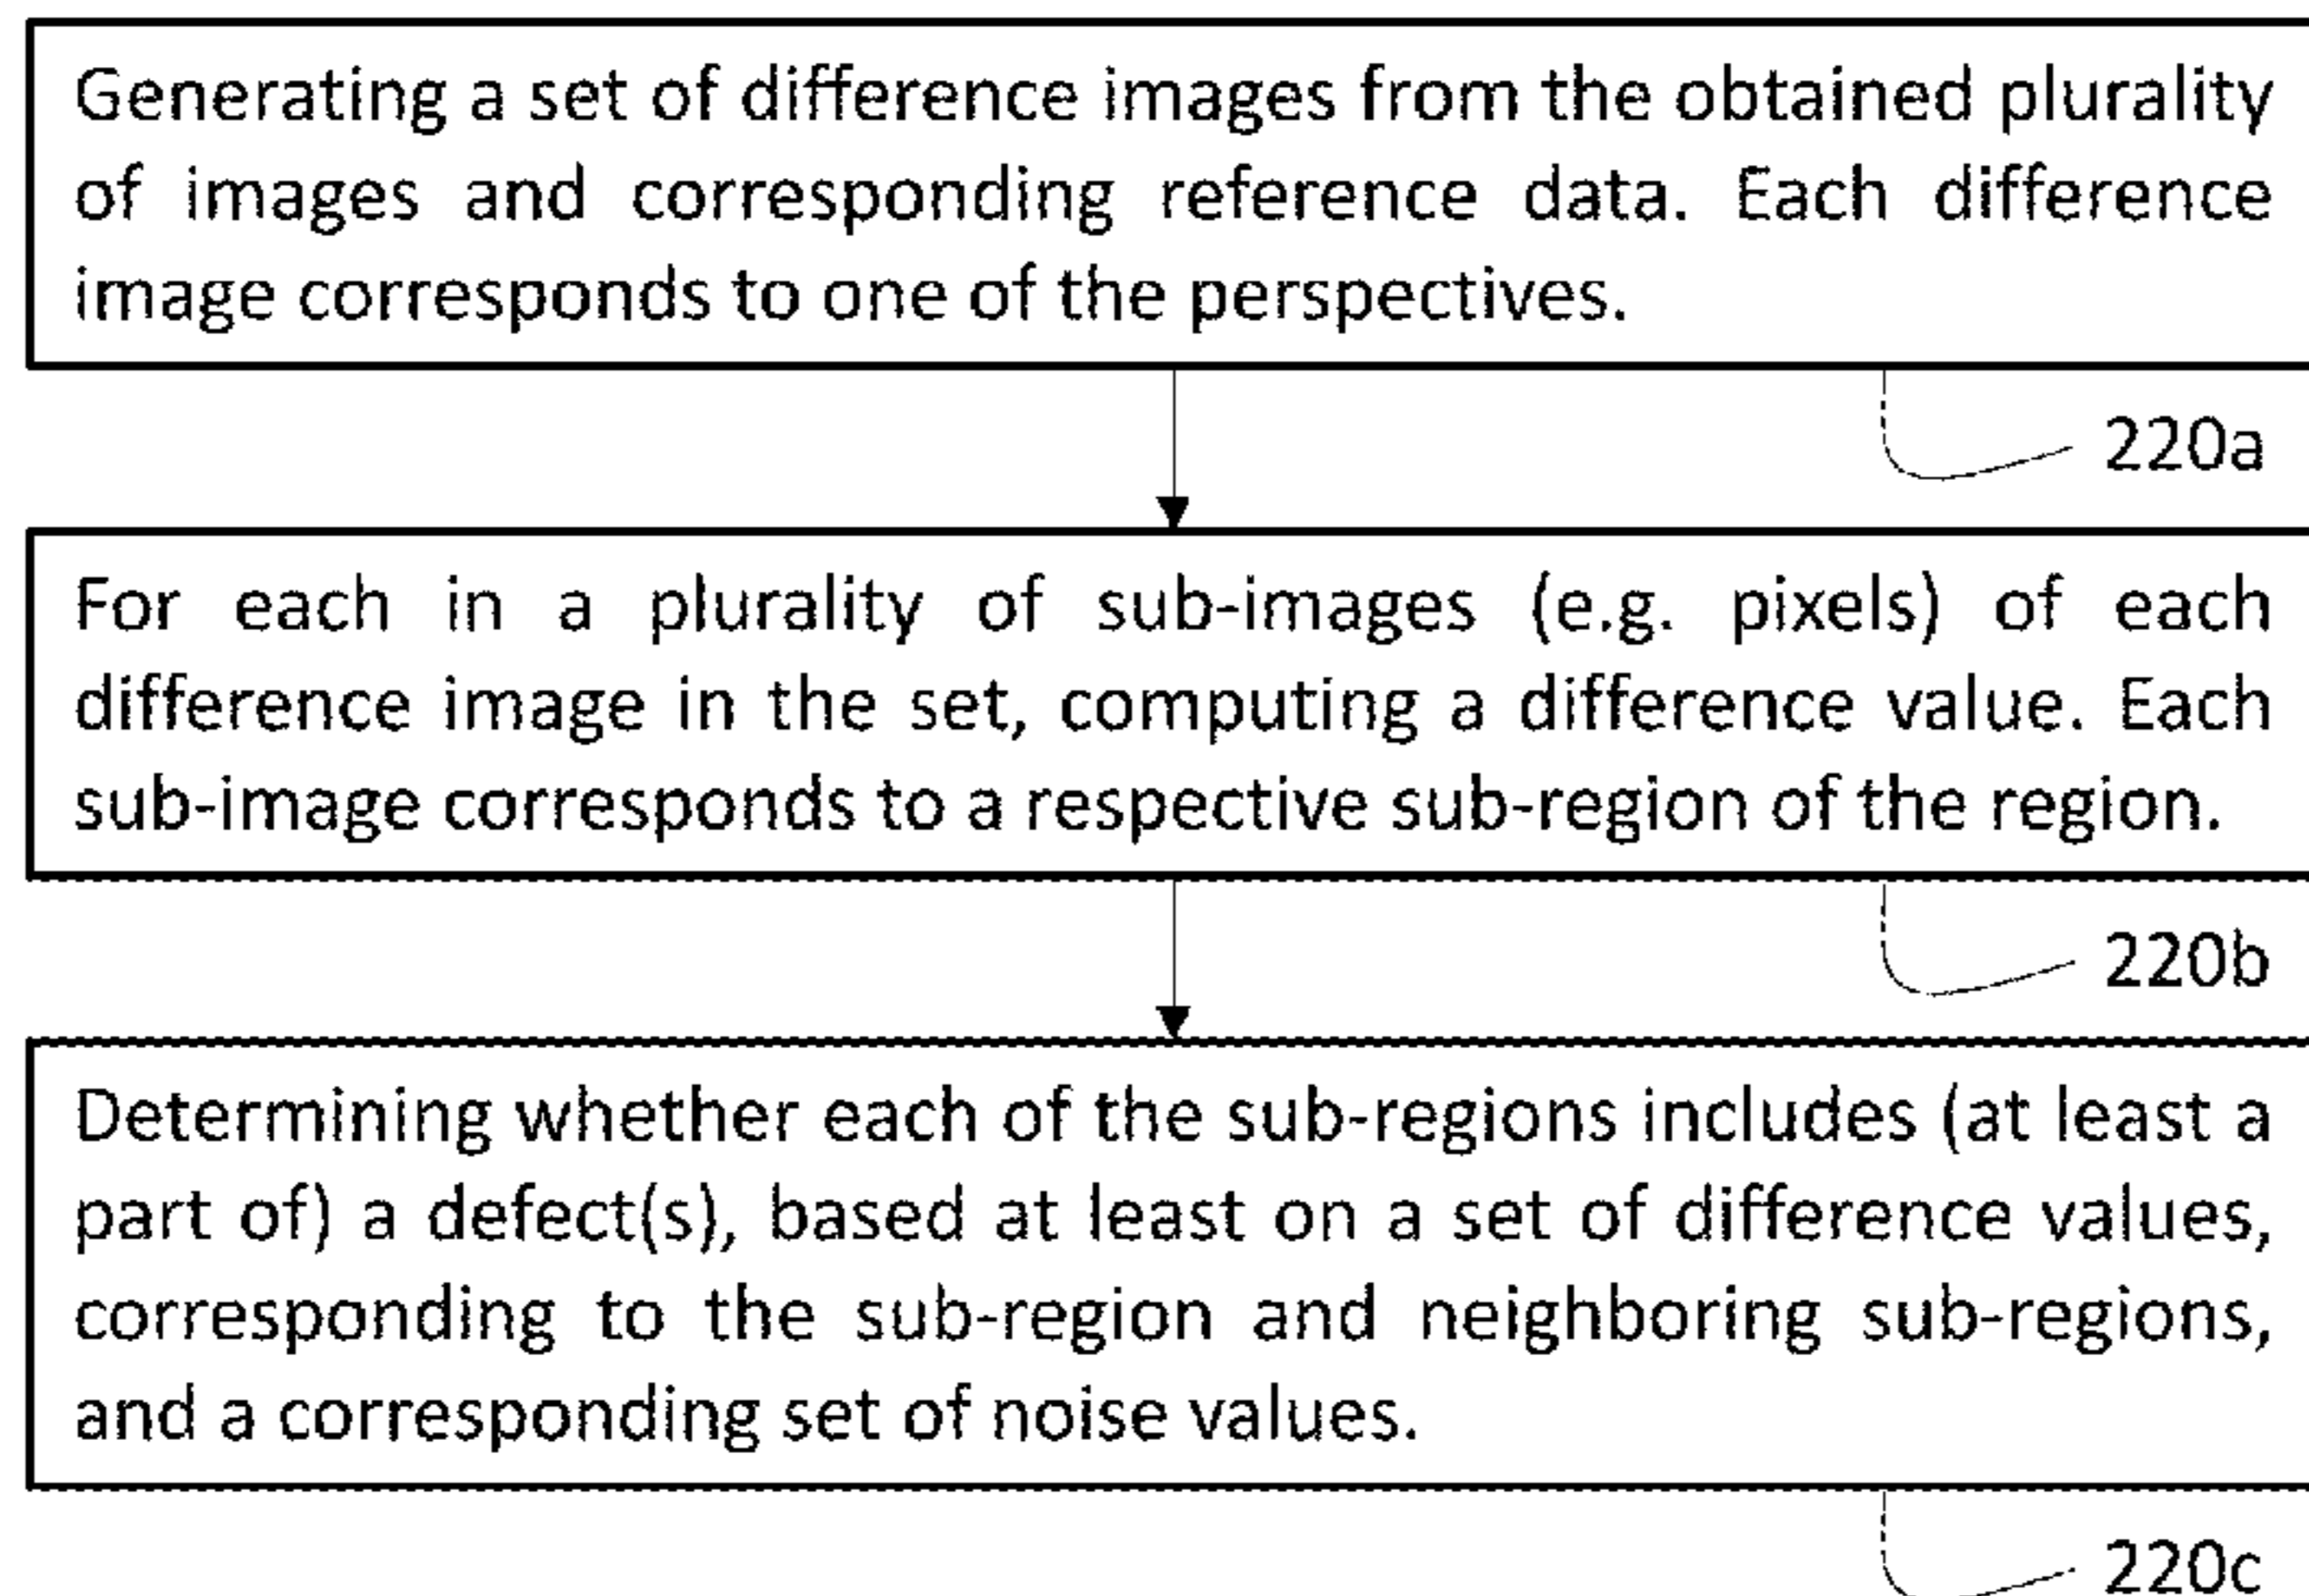 Generating a set of difference images from the obtained plurality
of images and corresponding reference data. Each difference
image corresponds to one of the perspectives.
220a
For each in a plurality of sub-images (e.g. pixels) of each
difference image in the set, computing a difference value. Each
sub-image corresponds to a respective sub-region of the region.
220b
Determining whether each of the sub-regions includes (at least a
part of) a defect(s), based at least on a set of difference values,
corresponding to the sub-region and neighboring sub-regions,
and a corresponding set of noise values.
220c